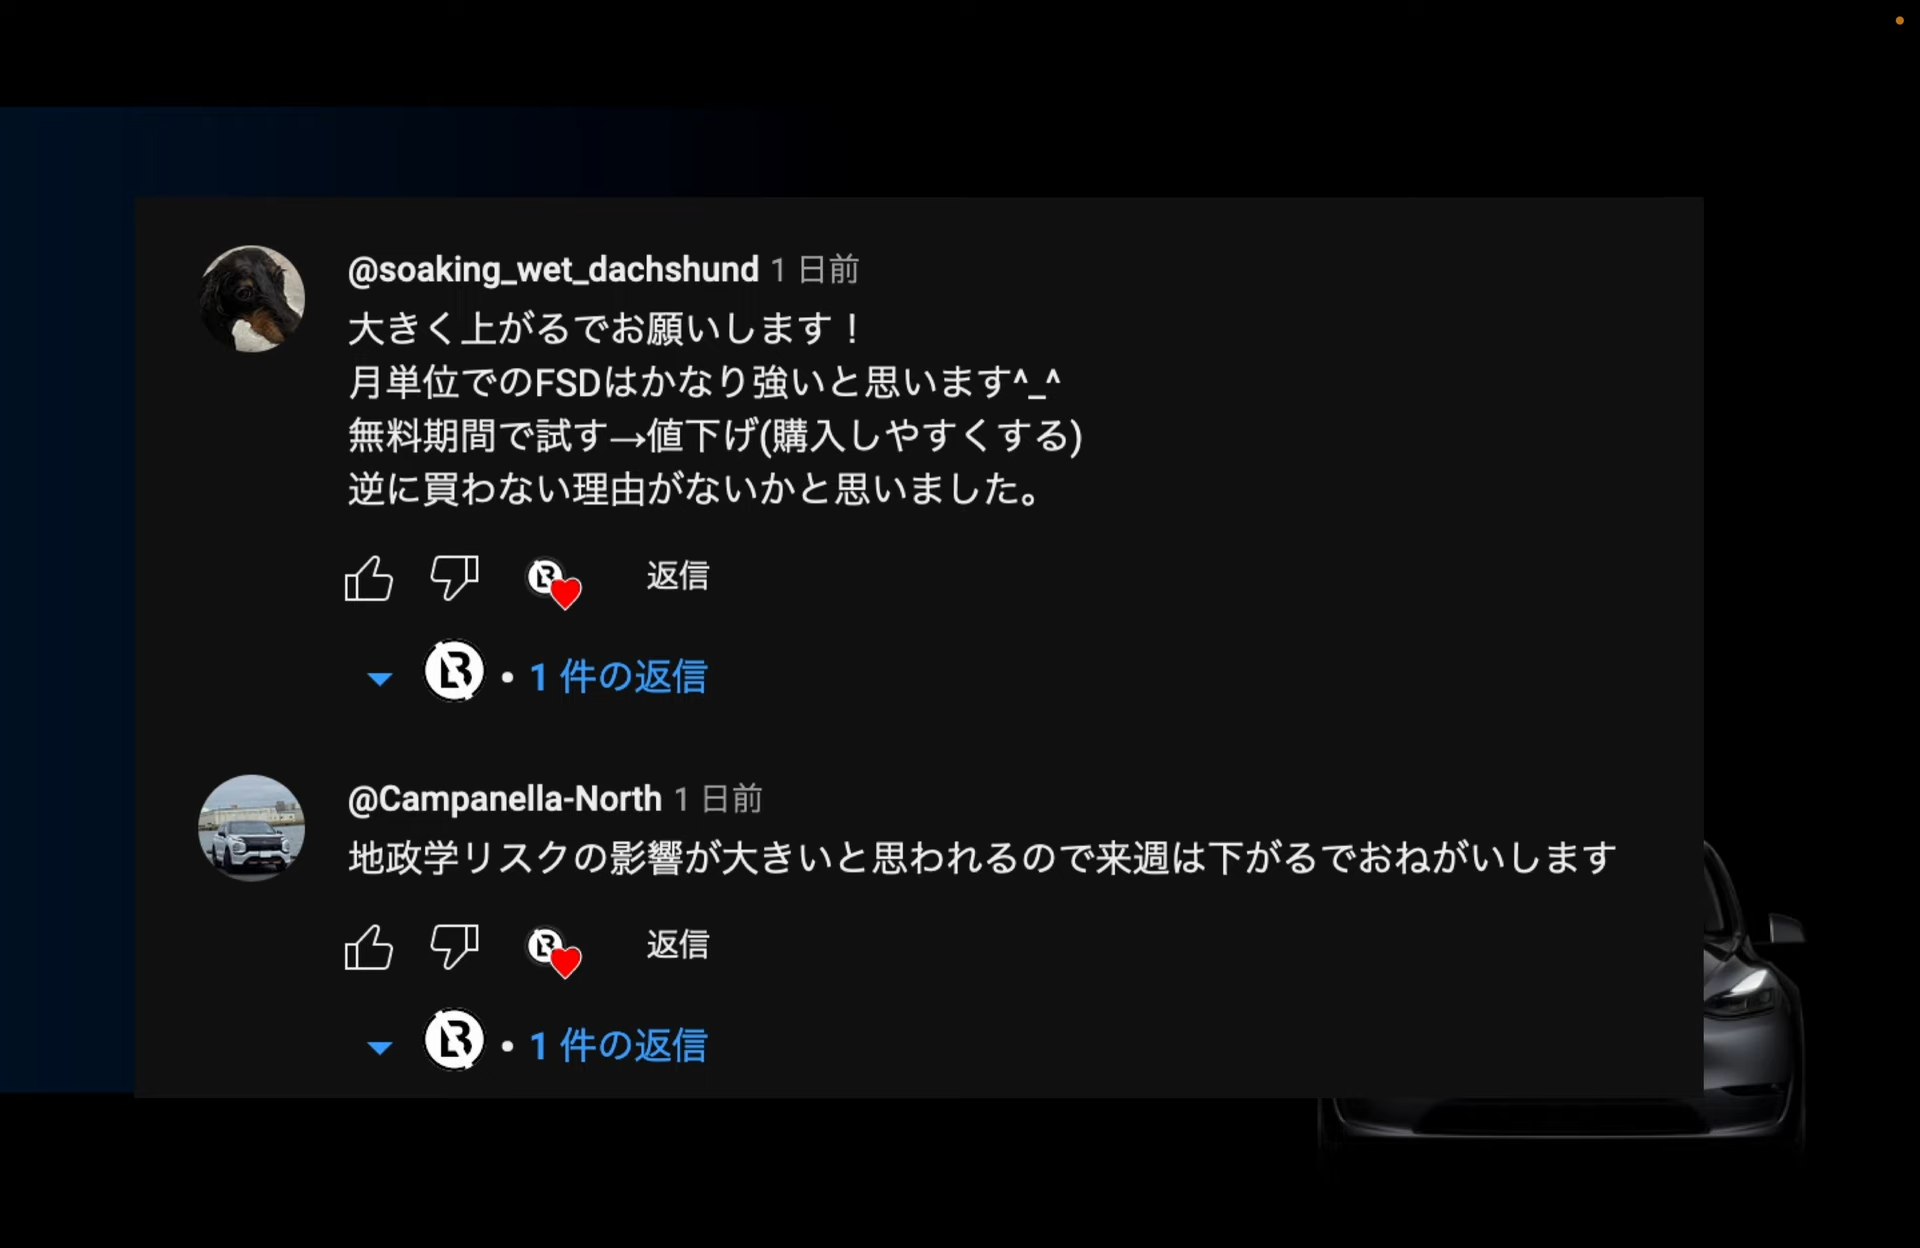 @soaking_wet_dachshund 1 日前
大きく上がるでお願いします！
月単位でのFSDはかなり強いと思います^_^
無料期間で試す→値下げ(購入しやすくする)
逆に買わない理由がないかと思いました。
返信
• 1 件の返信
@Campanella-North 1 日前
地政学リスクの影響が大きいと思われるので来週は下がるでおねがいします
返信
• 1 件の返信